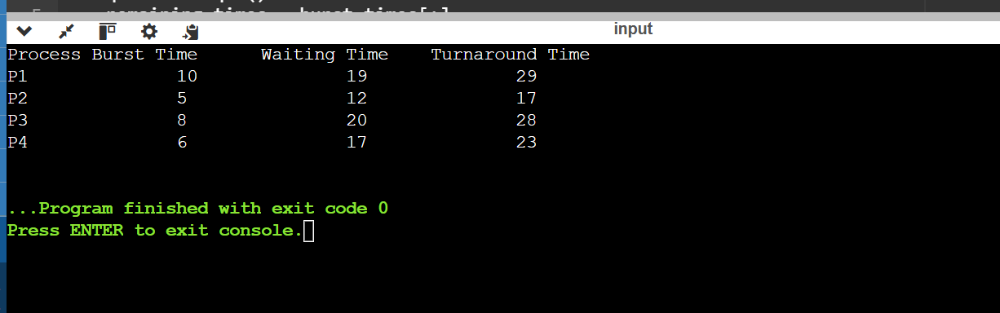 input
Process Burst Time      Waiting Time    Turnaround Time
P1              10              19              29
P2              5               12              17
P3              8               20              28
P4              6               17              23
...Program finished with exit code 0
Press ENTER to exit console.